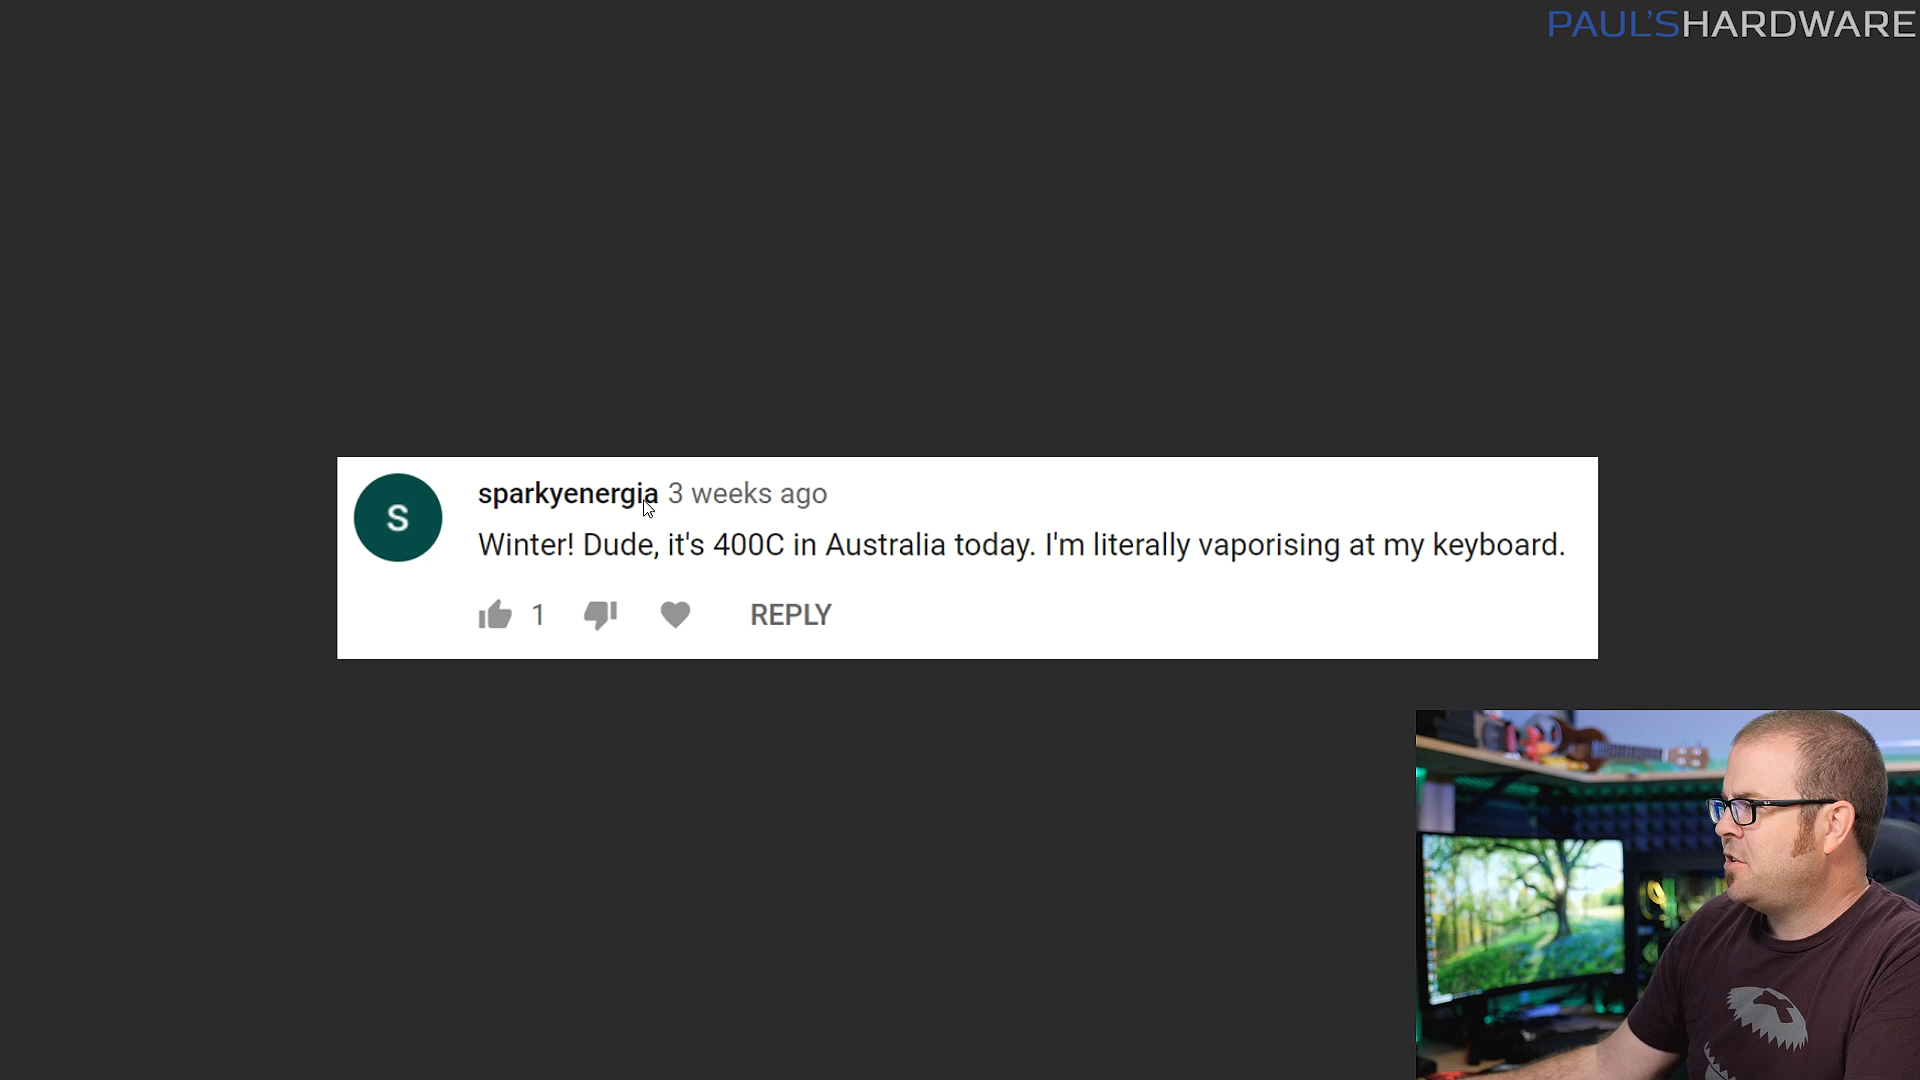 PAUL'SHARDWARE
S
sparkyenergia 3 weeks ago
Winter! Dude, it's 400C in Australia today. I'm literally vaporising at my keyboard.
1
REPLY